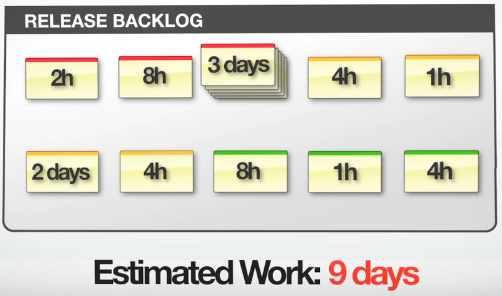 RELEASE BACKLOG
2h 8h 3 days 4h 1h
2 days 4h 8h 1h 4h
Estimated Work: 9 days